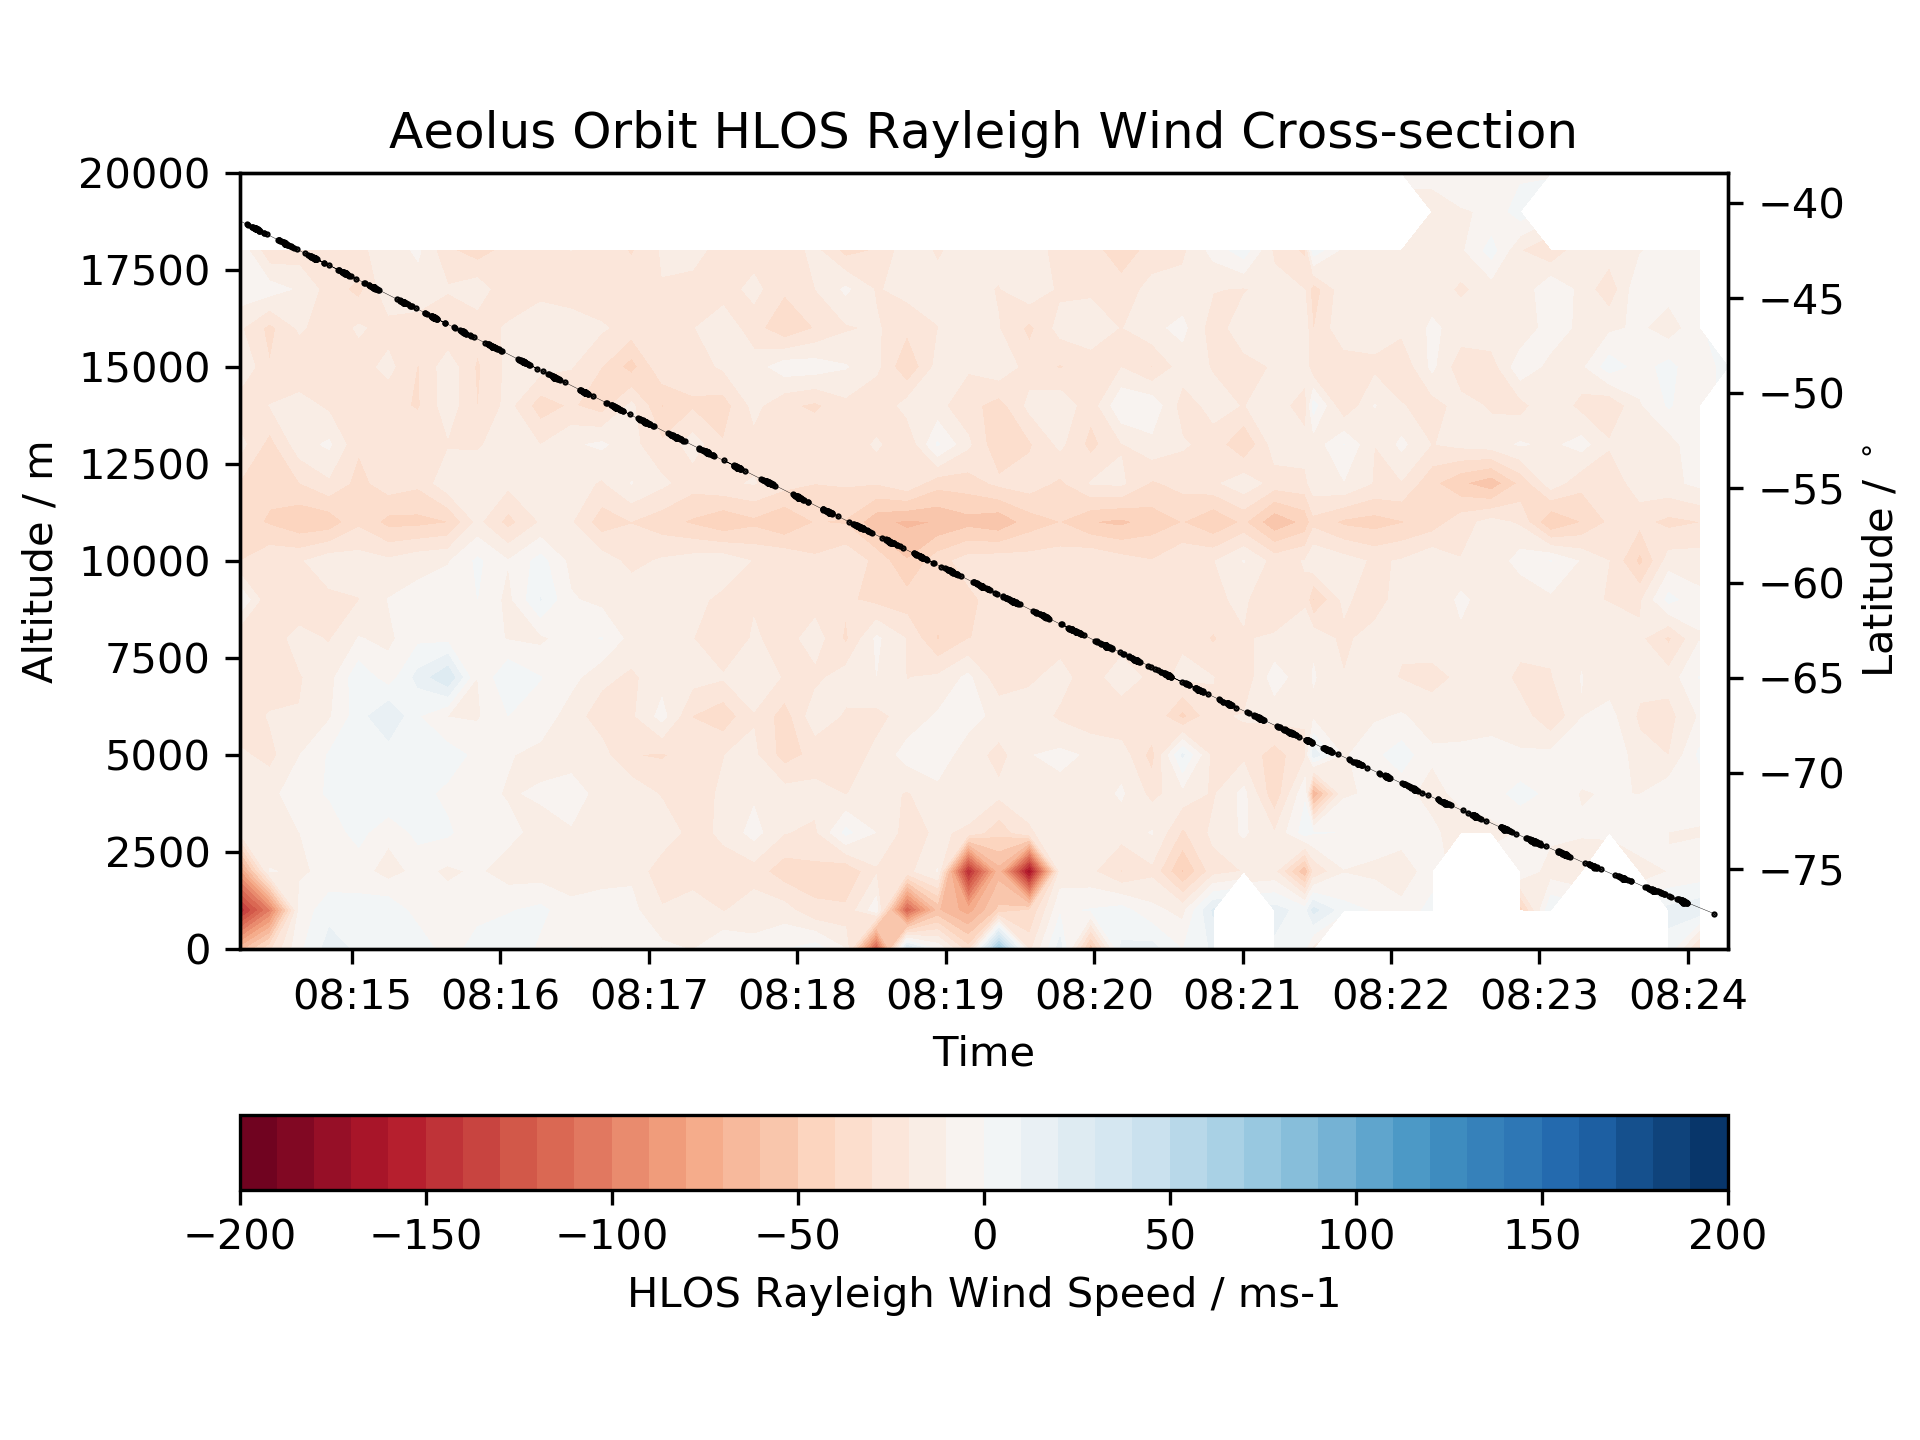 Aeolus Orbit HLOS Rayleigh Wind Cross-section
20000
17500
15000
12500
10000
7500
5000
2500
0
Altitude / m
−40
−45
−50
−55
−60
−65
−70
−75
Latitude / °
08:15 08:16 08:17 08:18 08:19 08:20 08:21 08:22 08:23 08:24
Time
−200 −150 −100 −50 0 50 100 150 200
HLOS Rayleigh Wind Speed / ms-1